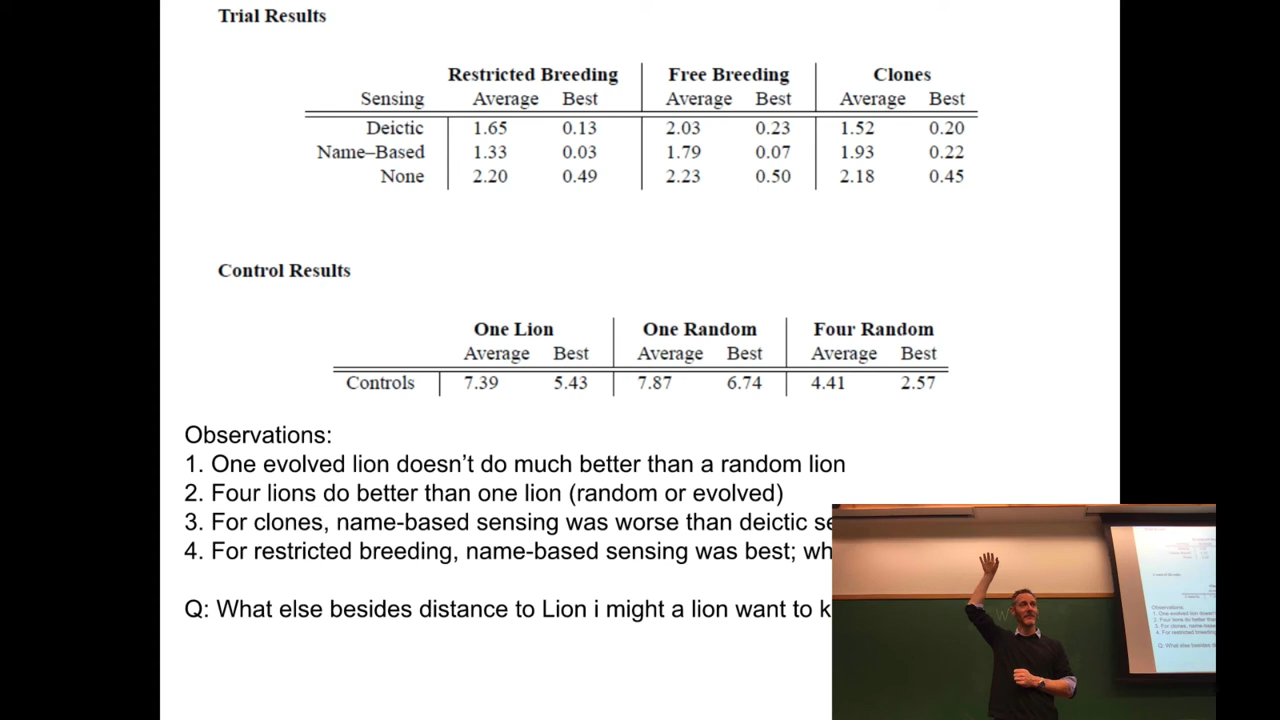 Trial Results
Restricted Breeding Free Breeding Clones
Sensing Average Best Average Best Average Best
Deictic 1.65 0.13 2.03 0.23 1.52 0.20
Name–Based 1.33 0.03 1.79 0.07 1.93 0.22
None 2.20 0.49 2.23 0.50 2.18 0.45
Control Results
One Lion One Random Four Random
Average Best Average Best Average Best
Controls 7.39 5.43 7.87 6.74 4.41 2.57
Observations:
1. One evolved lion doesn't do much better than a random lion
2. Four lions do better than one lion (random or evolved)
3. For clones, name-based sensing was worse than deictic se
4. For restricted breeding, name-based sensing was best; wh
Q: What else besides distance to Lion i might a lion want to k
Observations: